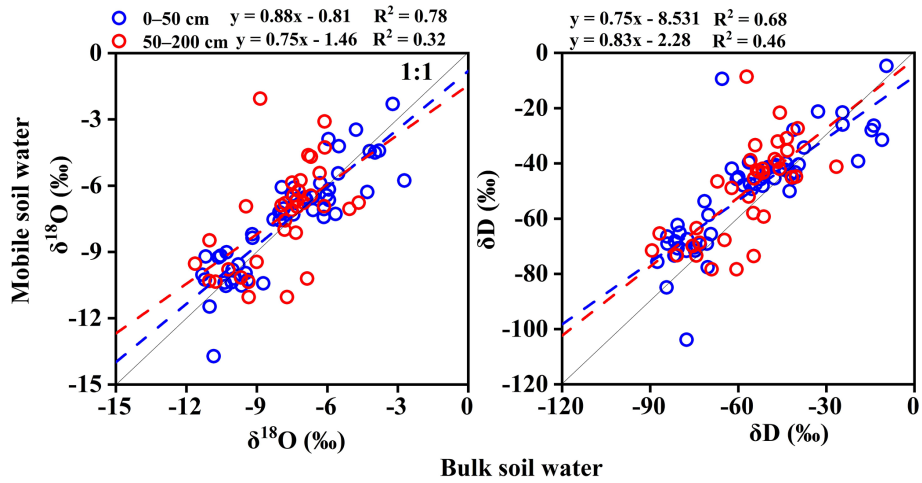 0–50 cm y = 0.88x - 0.81 R² = 0.78
50–200 cm y = 0.75x - 1.46 R² = 0.32
y = 0.75x - 8.531 R² = 0.68
y = 0.83x - 2.28 R² = 0.46
1:1
0
-3
-6
-9
-12
-15
-15 -12 -9 -6 -3 0
Mobile soil water
δ¹⁸O (‰)
δ¹⁸O (‰)
0
-20
-40
-60
-80
-100
-120
-120 -90 -60 -30 0
δD (‰)
δD (‰)
Bulk soil water